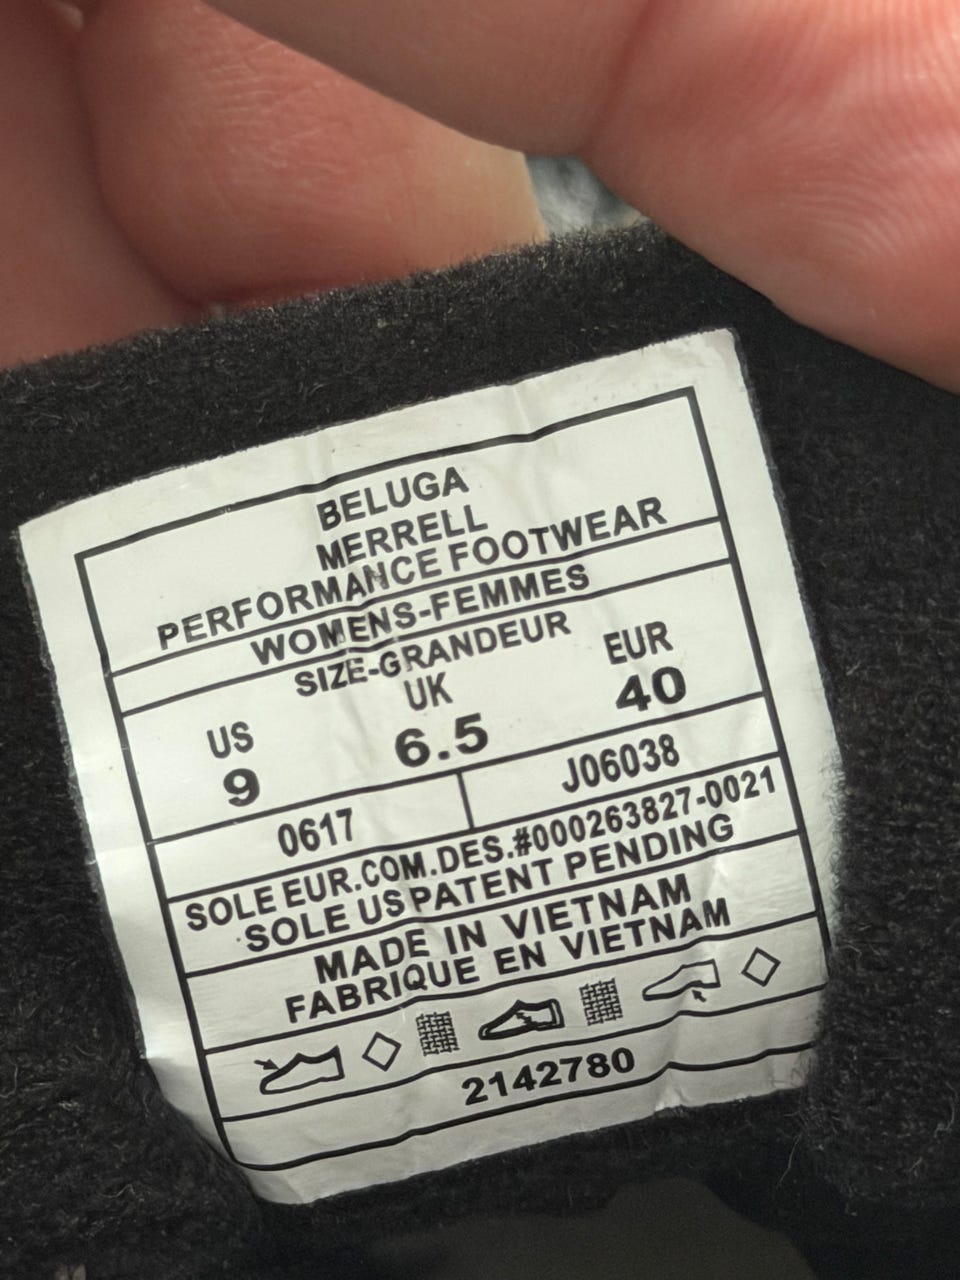 BELUGA
MERRELL
PERFORMANCE FOOTWEAR
WOMENS-FEMMES
SIZE-GRANDEUR
US UK EUR
9 6.5 40
0617 J06038
SOLE EUR.COM.DES.#000263827-0021
SOLE US PATENT PENDING
MADE IN VIETNAM
FABRIQUE EN VIETNAM
2142780